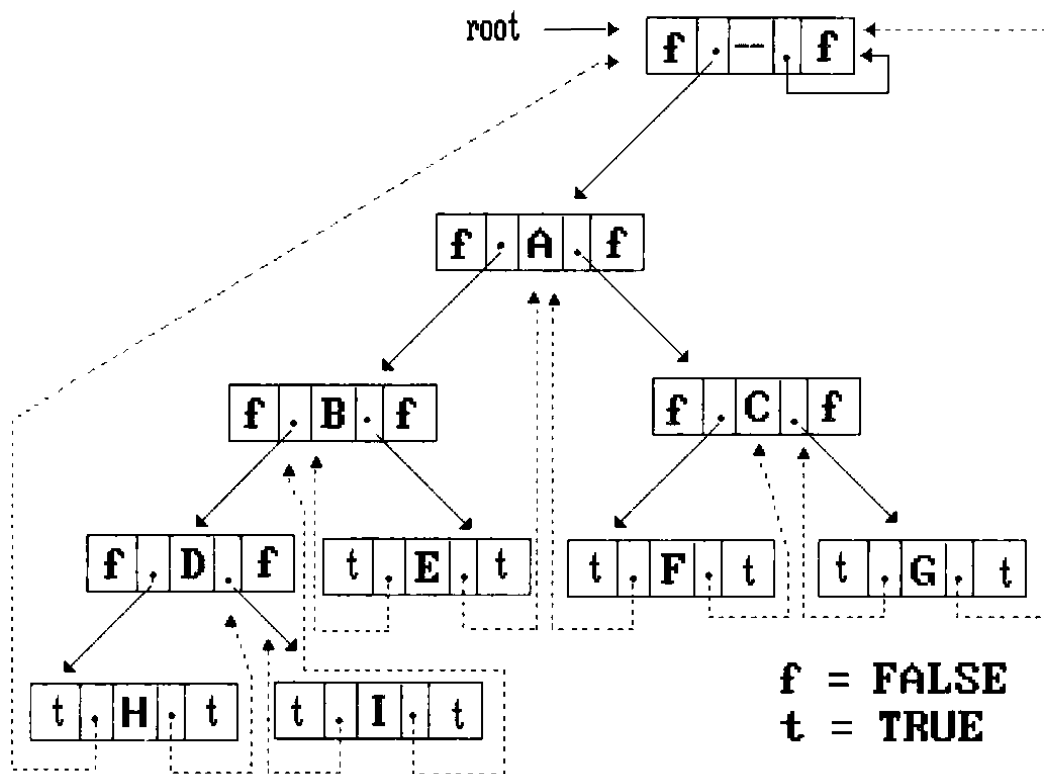 root
f . -- . f
f . A . f
f . B . f
f . C . f
f . D . f
t . E . t
t . F . t
t . G . t
t . H . t
t . I . t
f = FALSE
t = TRUE